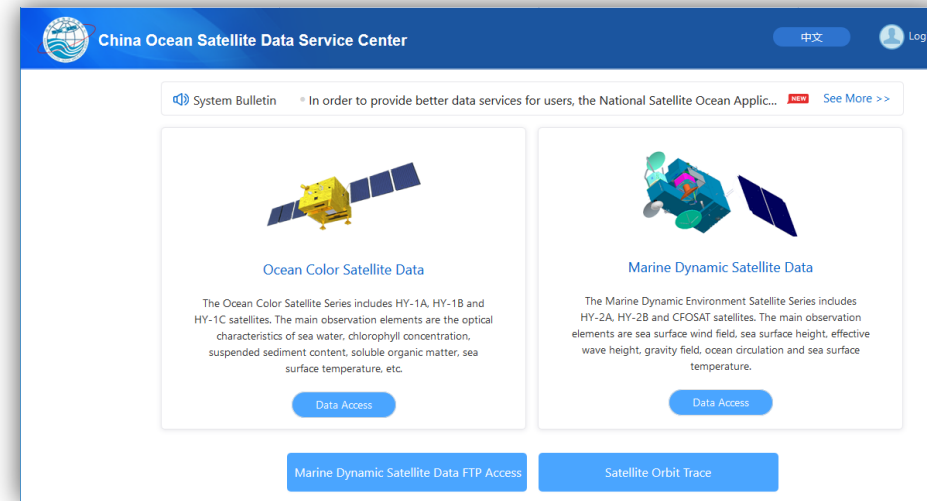 China Ocean Satellite Data Service Center
中文
Log
System Bulletin
In order to provide better data services for users, the National Satellite Ocean Applic... NEW See More >>
Ocean Color Satellite Data
The Ocean Color Satellite Series includes HY-1A, HY-1B and
HY-1C satellites. The main observation elements are the optical
characteristics of sea water, chlorophyll concentration,
suspended sediment content, soluble organic matter, sea
surface temperature, etc.
Data Access
Marine Dynamic Satellite Data
The Marine Dynamic Environment Satellite Series includes
HY-2A, HY-2B and CFOSAT satellites. The main observation
elements are sea surface wind field, sea surface height, effective
wave height, gravity field, ocean circulation and sea surface
temperature.
Data Access
Marine Dynamic Satellite Data FTP Access
Satellite Orbit Trace